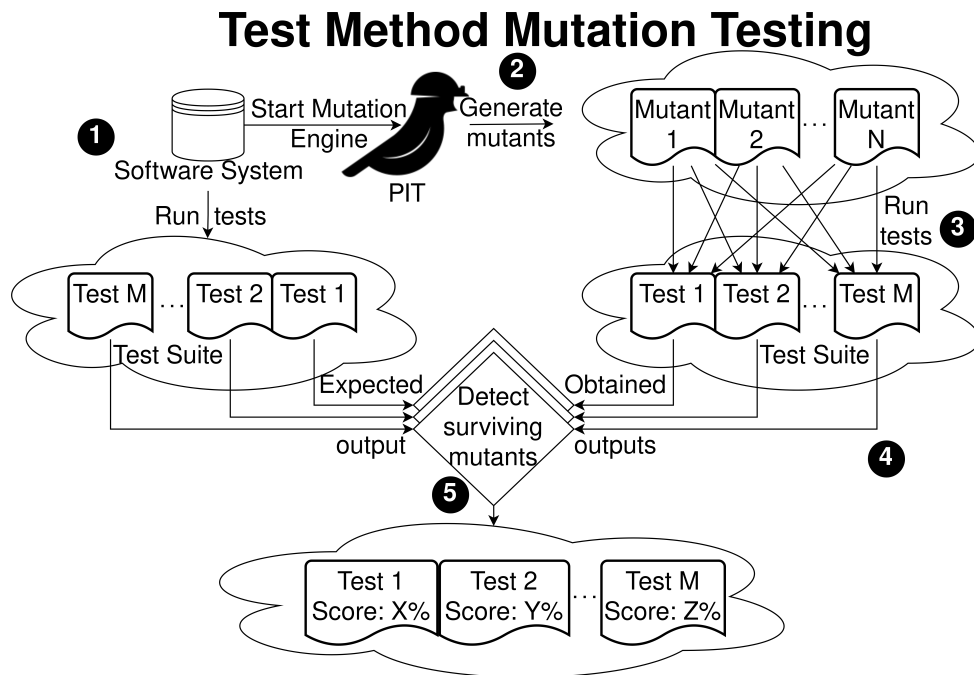 Test Method Mutation Testing
1
Software System
Start Mutation
Engine
PIT
2
Generate
mutants
Mutant
1
Mutant
2
...
Mutant
N
Run tests
Run
tests
3
Test M
...
Test 2
Test 1
Test Suite
Test 1
Test 2
...
Test M
Test Suite
Expected
output
Detect
surviving
mutants
Obtained
outputs
4
5
Test 1
Score: X%
Test 2
Score: Y%
...
Test M
Score: Z%